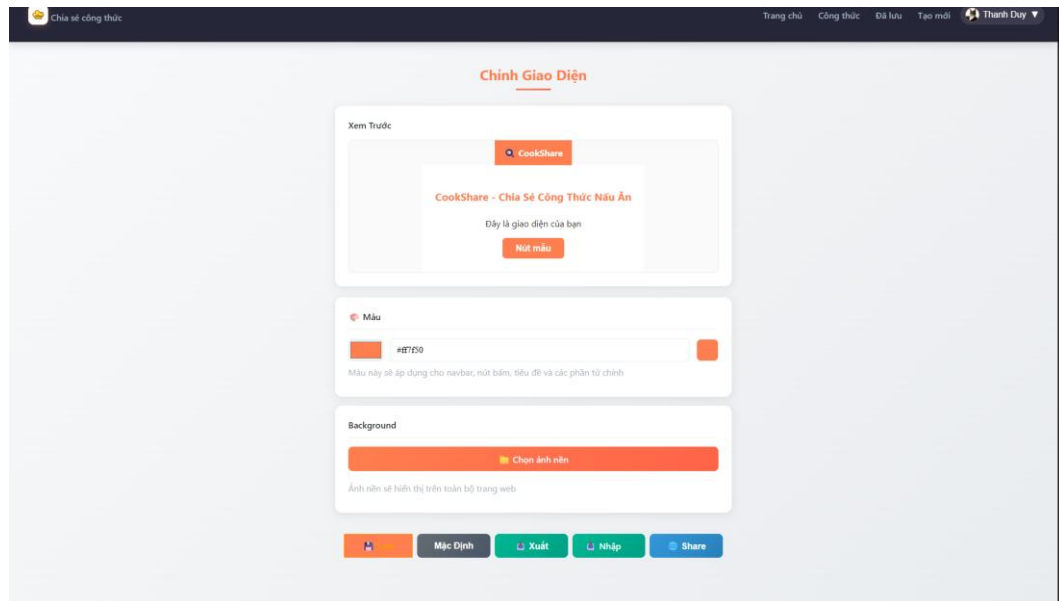 Chia sẻ công thức
Trang chủ Công thức Đã lưu Tạo mới Thanh Duy ▼
Chỉnh Giao Diện
Xem Trước
CookShare
CookShare - Chia Sẻ Công Thức Nấu Ăn
Đây là giao diện của bạn
Nút mẫu
Màu
#ff7f50
Màu này sẽ áp dụng cho navbar, nút bấm, tiêu đề và các phần tử chính
Background
Chọn ảnh nền
Ảnh nền sẽ hiển thị trên toàn bộ trang web
Mặc Định Xuất Nhập Share